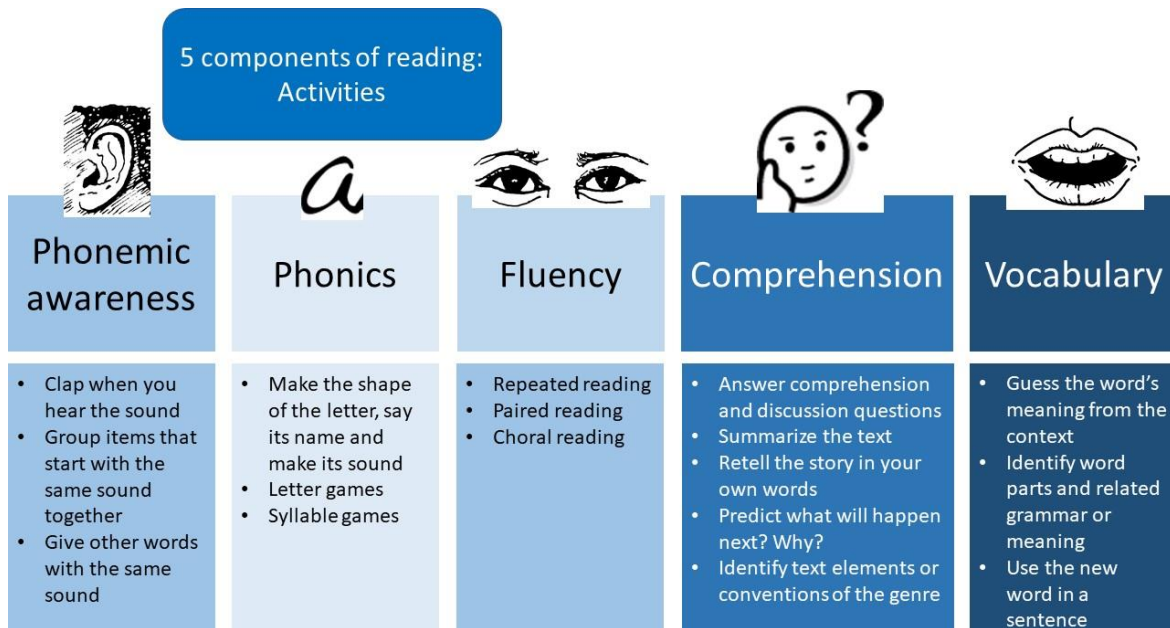 5 components of reading:
Activities
a
?
Phonemic
awareness
Phonics
Fluency
Comprehension
Vocabulary
• Clap when you
hear the sound
• Group items that
start with the
same sound
together
• Give other words
with the same
sound
• Make the shape
of the letter, say
its name and
make its sound
• Letter games
• Syllable games
• Repeated reading
• Paired reading
• Choral reading
• Answer comprehension
and discussion questions
• Summarize the text
• Retell the story in your
own words
• Predict what will happen
next? Why?
• Identify text elements or
conventions of the genre
• Guess the word's
meaning from the
context
• Identify word
parts and related
grammar or
meaning
• Use the new
word in a
sentence